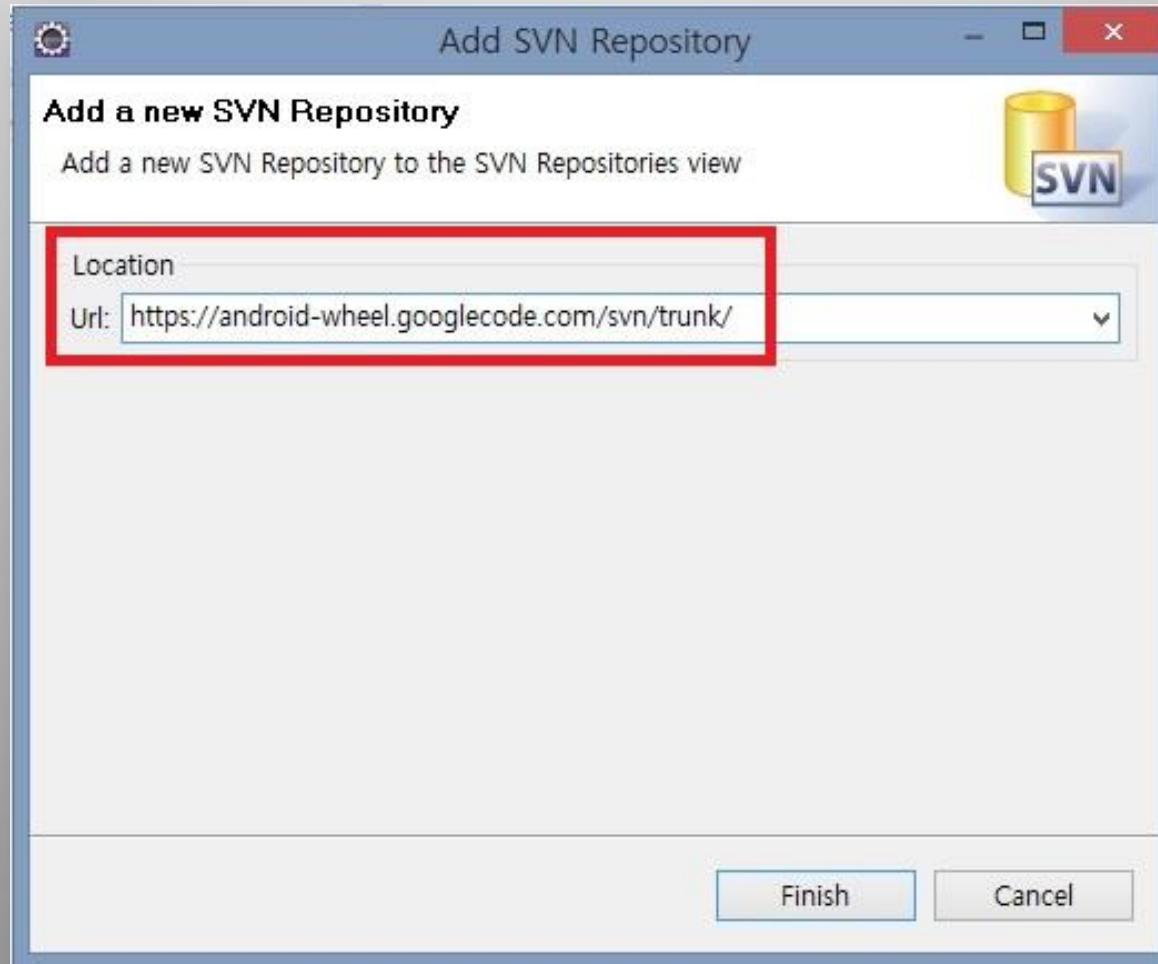 Add SVN Repository
Add a new SVN Repository
Add a new SVN Repository to the SVN Repositories view
SVN
Location
Url: https://android-wheel.googlecode.com/svn/trunk/
Finish Cancel